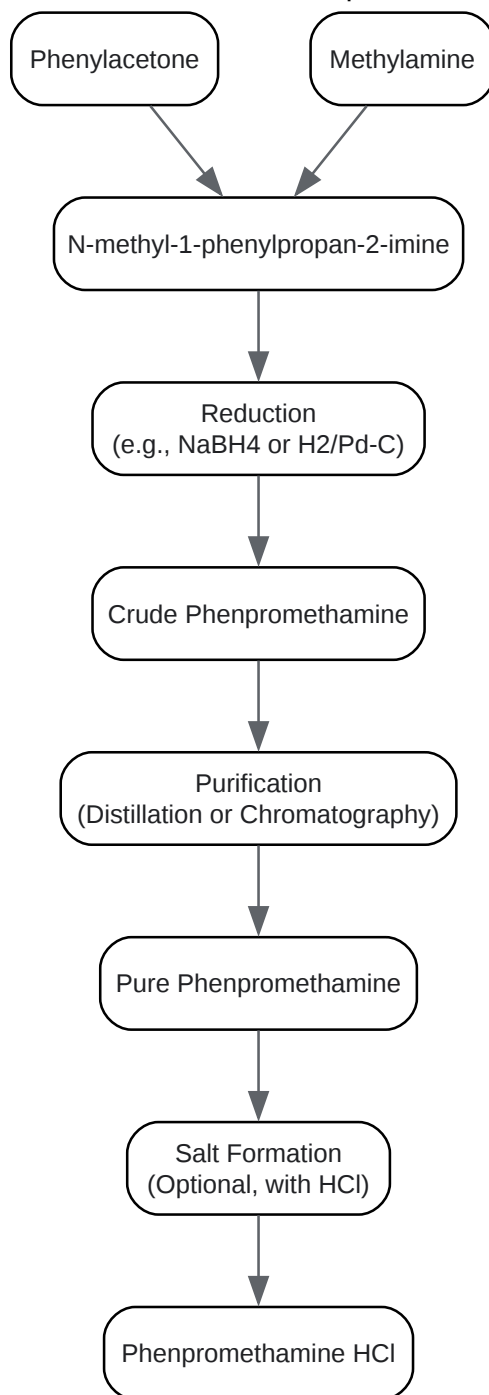 Phenylacetone
Methylamine
N-methyl-1-phenylpropan-2-imine
Reduction
(e.g., NaBH4 or H2/Pd-C)
Crude Phenpromethamine
Purification
(Distillation or Chromatography)
Pure Phenpromethamine
Salt Formation
(Optional, with HCl)
Phenpromethamine HCl